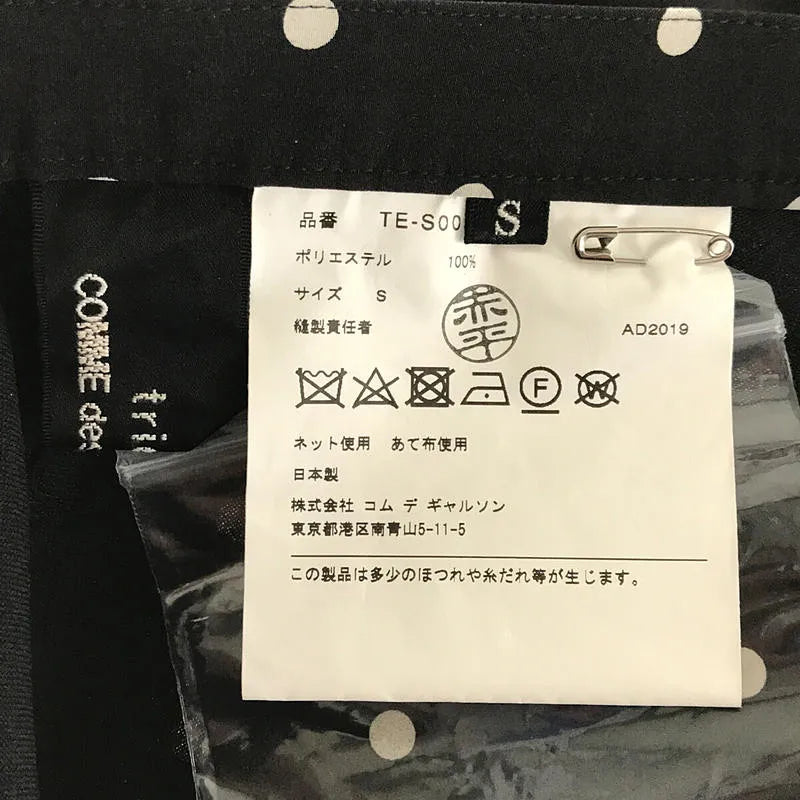 品番 TE-S00
S
ポリエステル 100%
サイズ S
縫製責任者 赤平 AD2019
F W
ネット使用 あて布使用
日本製
株式会社 コム デ ギャルソン
東京都港区南青山5-11-5
この製品は多少のほつれや糸だれ等が生じます。
COMME des
tri